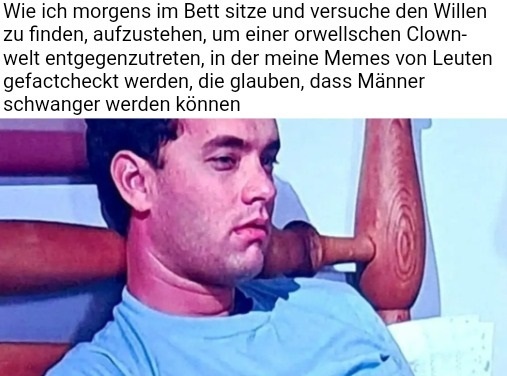 Wie ich morgens im Bett sitze und versuche den Willen
zu finden, aufzustehen, um einer orwellschen Clown-
welt entgegenzutreten, in der meine Memes von Leuten
gefactcheckt werden, die glauben, dass Männer
schwanger werden können